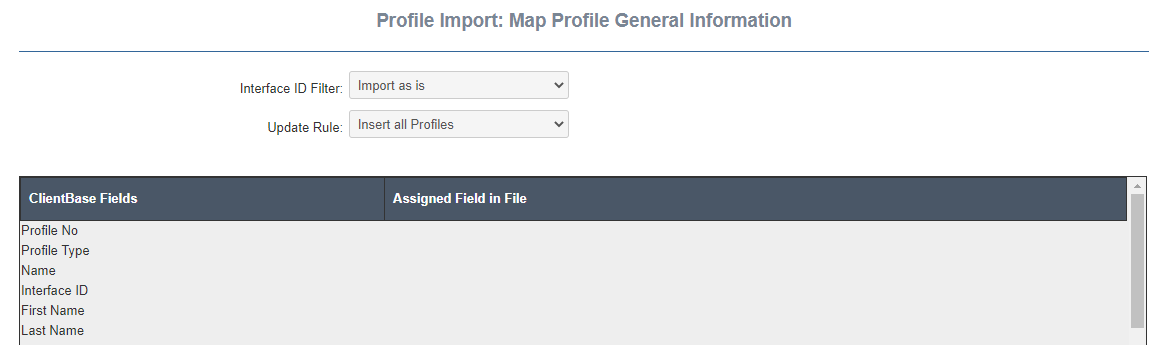 Profile Import: Map Profile General Information
Interface ID Filter: Import as is
Update Rule: Insert all Profiles
ClientBase Fields Assigned Field in File
Profile No
Profile Type
Name
Interface ID
First Name
Last Name